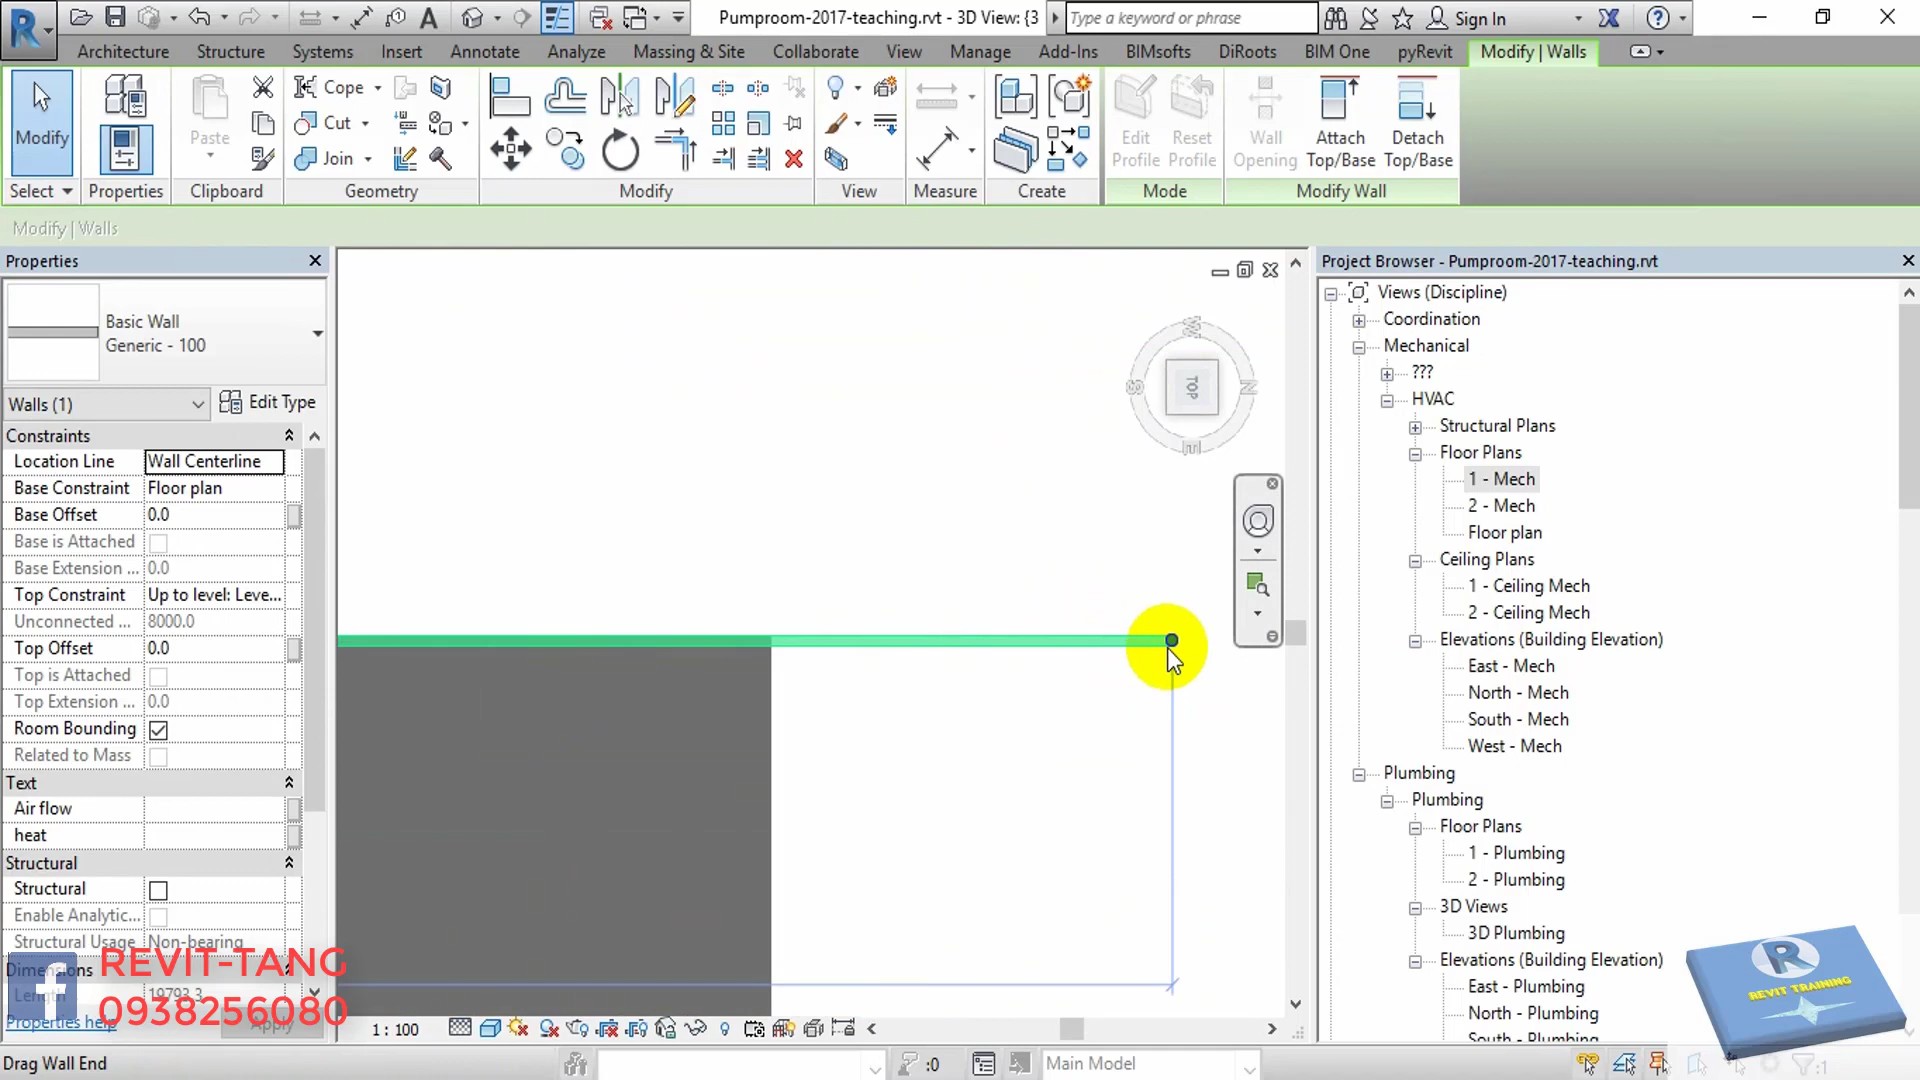 Pumproom-2017-teaching.rvt - 3D View: {3
Type a keyword or phrase
Sign In
Architecture Structure Systems Insert Annotate Analyze Massing & Site Collaborate View Manage Add-Ins BIMsofts DiRoots BIM One pyRevit Modify | Walls
Modify
Paste
Cope
Cut
Join
Edit Profile
Reset Profile
Wall Opening
Attach Top/Base
Detach Top/Base
Select Properties Clipboard Geometry Modify View Measure Create Mode Modify Wall
Modify | Walls
Properties
Basic Wall
Generic - 100
Walls (1)
Edit Type
Constraints
Location Line Wall Centerline
Base Constraint Floor plan
Base Offset 0.0
Base is Attached
Base Extension ... 0.0
Top Constraint Up to level: Leve...
Unconnected ... 8000.0
Top Offset 0.0
Top is Attached
Top Extension ... 0.0
Room Bounding
Related to Mass
Text
Air flow
heat
Structural
Structural
Enable Analytic...
Structural Usage Non-bearing
Dimensions
Length 19793.3
Properties help
Apply
REVIT-TANG
0938256080
W
S
N
E
TOP
1 : 100
Project Browser - Pumproom-2017-teaching.rvt
Views (Discipline)
Coordination
Mechanical
???
HVAC
Structural Plans
Floor Plans
1 - Mech
2 - Mech
Floor plan
Ceiling Plans
1 - Ceiling Mech
2 - Ceiling Mech
Elevations (Building Elevation)
East - Mech
North - Mech
South - Mech
West - Mech
Plumbing
Plumbing
Floor Plans
1 - Plumbing
2 - Plumbing
3D Views
3D Plumbing
Elevations (Building Elevation)
East - Plumbing
North - Plumbing
South - Plumbing
R
REVIT TRAINING
Drag Wall End
:0
Main Model
:1